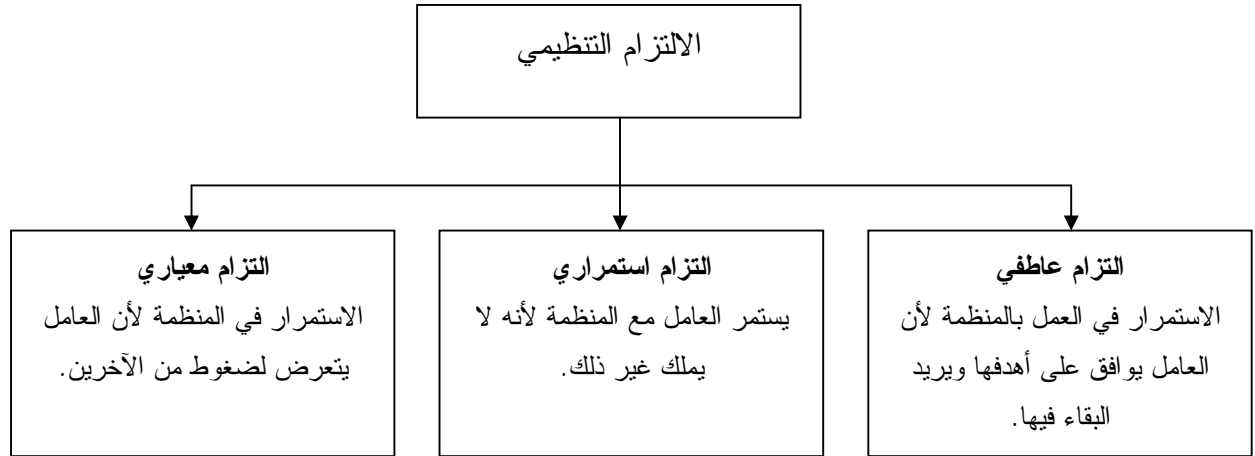 الالتزام التنظيمي
التزام عاطفي
الاستمرار في العمل بالمنظمة لأن
العامل يوافق على أهدفها ويريد
البقاء فيها.
التزام استمراري
يستمر العامل مع المنظمة لأنه لا
يملك غير ذلك.
التزام معياري
الاستمرار في المنظمة لأن العامل
يتعرض لضغوط من الآخرين.